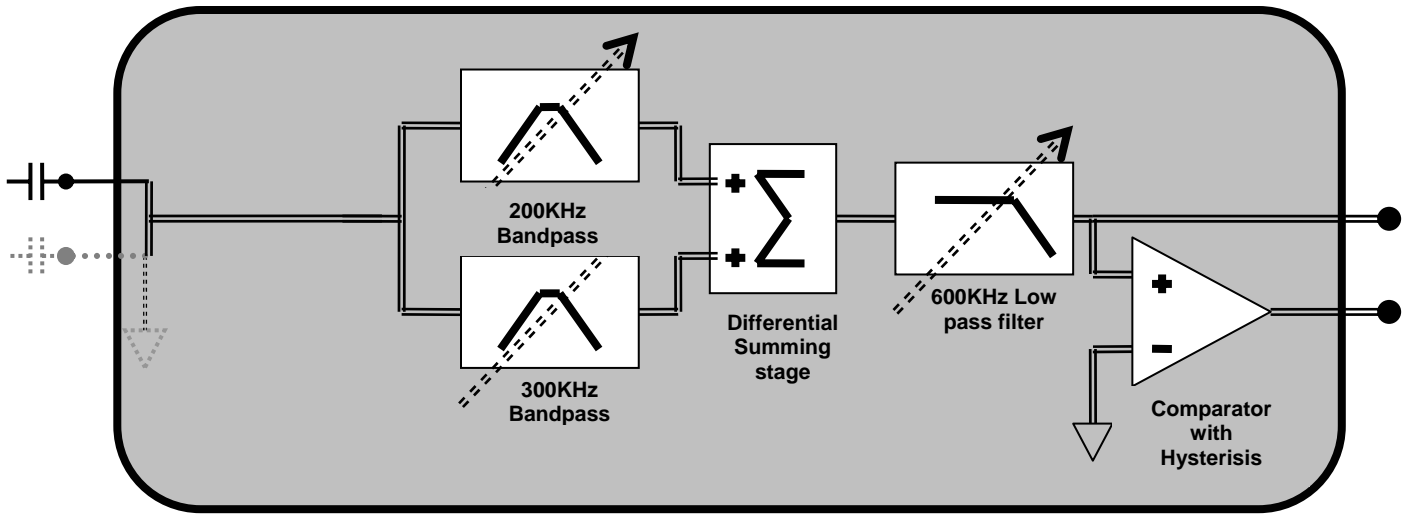 200KHz
Bandpass
300KHz
Bandpass
Differential
Summing
stage
600KHz Low
pass filter
Comparator
with
Hysterisis